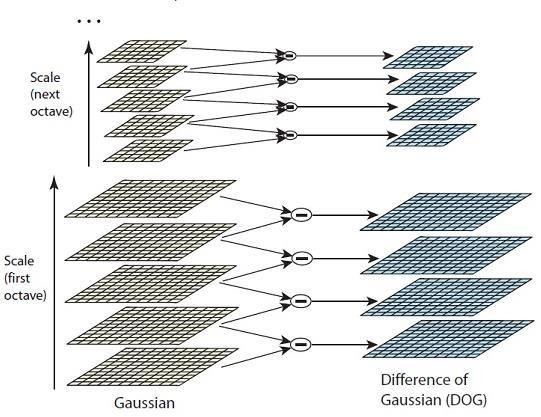 ...
Scale
(next
octave)
Scale
(first
octave)
Gaussian
Difference of
Gaussian (DOG)